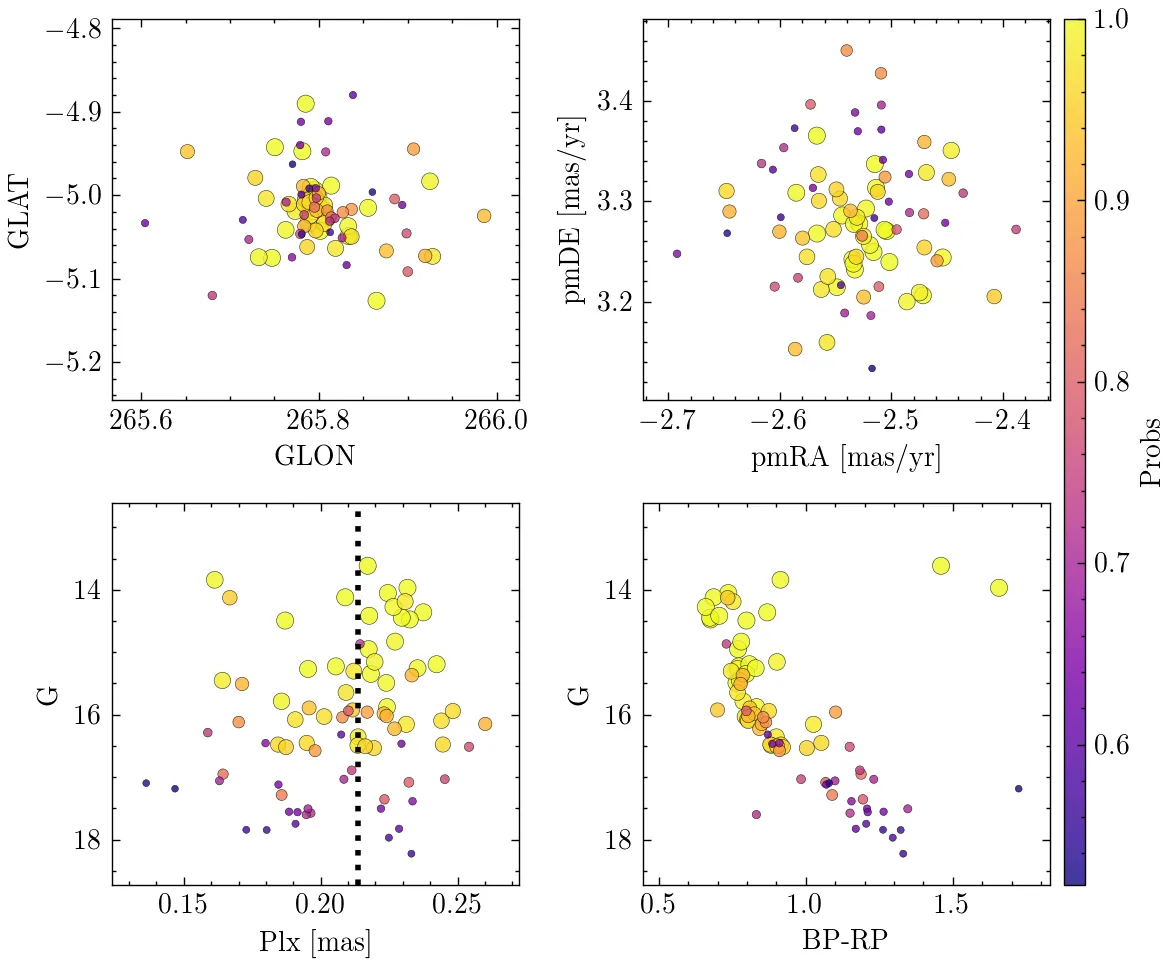 −4.8
−4.9
−5.0
−5.1
−5.2
GLAT
265.6 265.8 266.0
GLON
3.4
3.3
3.2
pmDE [mas/yr]
−2.7 −2.6 −2.5 −2.4
pmRA [mas/yr]
14
16
18
G
0.15 0.20 0.25
Plx [mas]
14
16
18
G
0.5 1.0 1.5
BP-RP
1.0
0.9
0.8
0.7
0.6
Probs